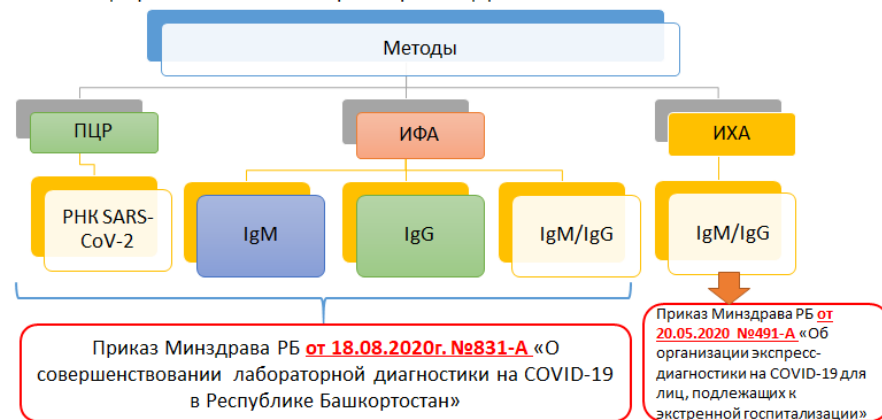 Методы
ПЦР
ИФА
ИХА
РНК SARS-
CoV-2
IgM
IgG
IgM/IgG
IgM/IgG
Приказ Минздрава РБ от 18.08.2020г. №831-А «О
совершенствовании лабораторной диагностики на COVID-19
в Республике Башкортостан»
Приказ Минздрава РБ от
20.05.2020 №491-А «Об
организации экспресс-
диагностики на COVID-19 для
лиц, подлежащих к
экстренной госпитализации»